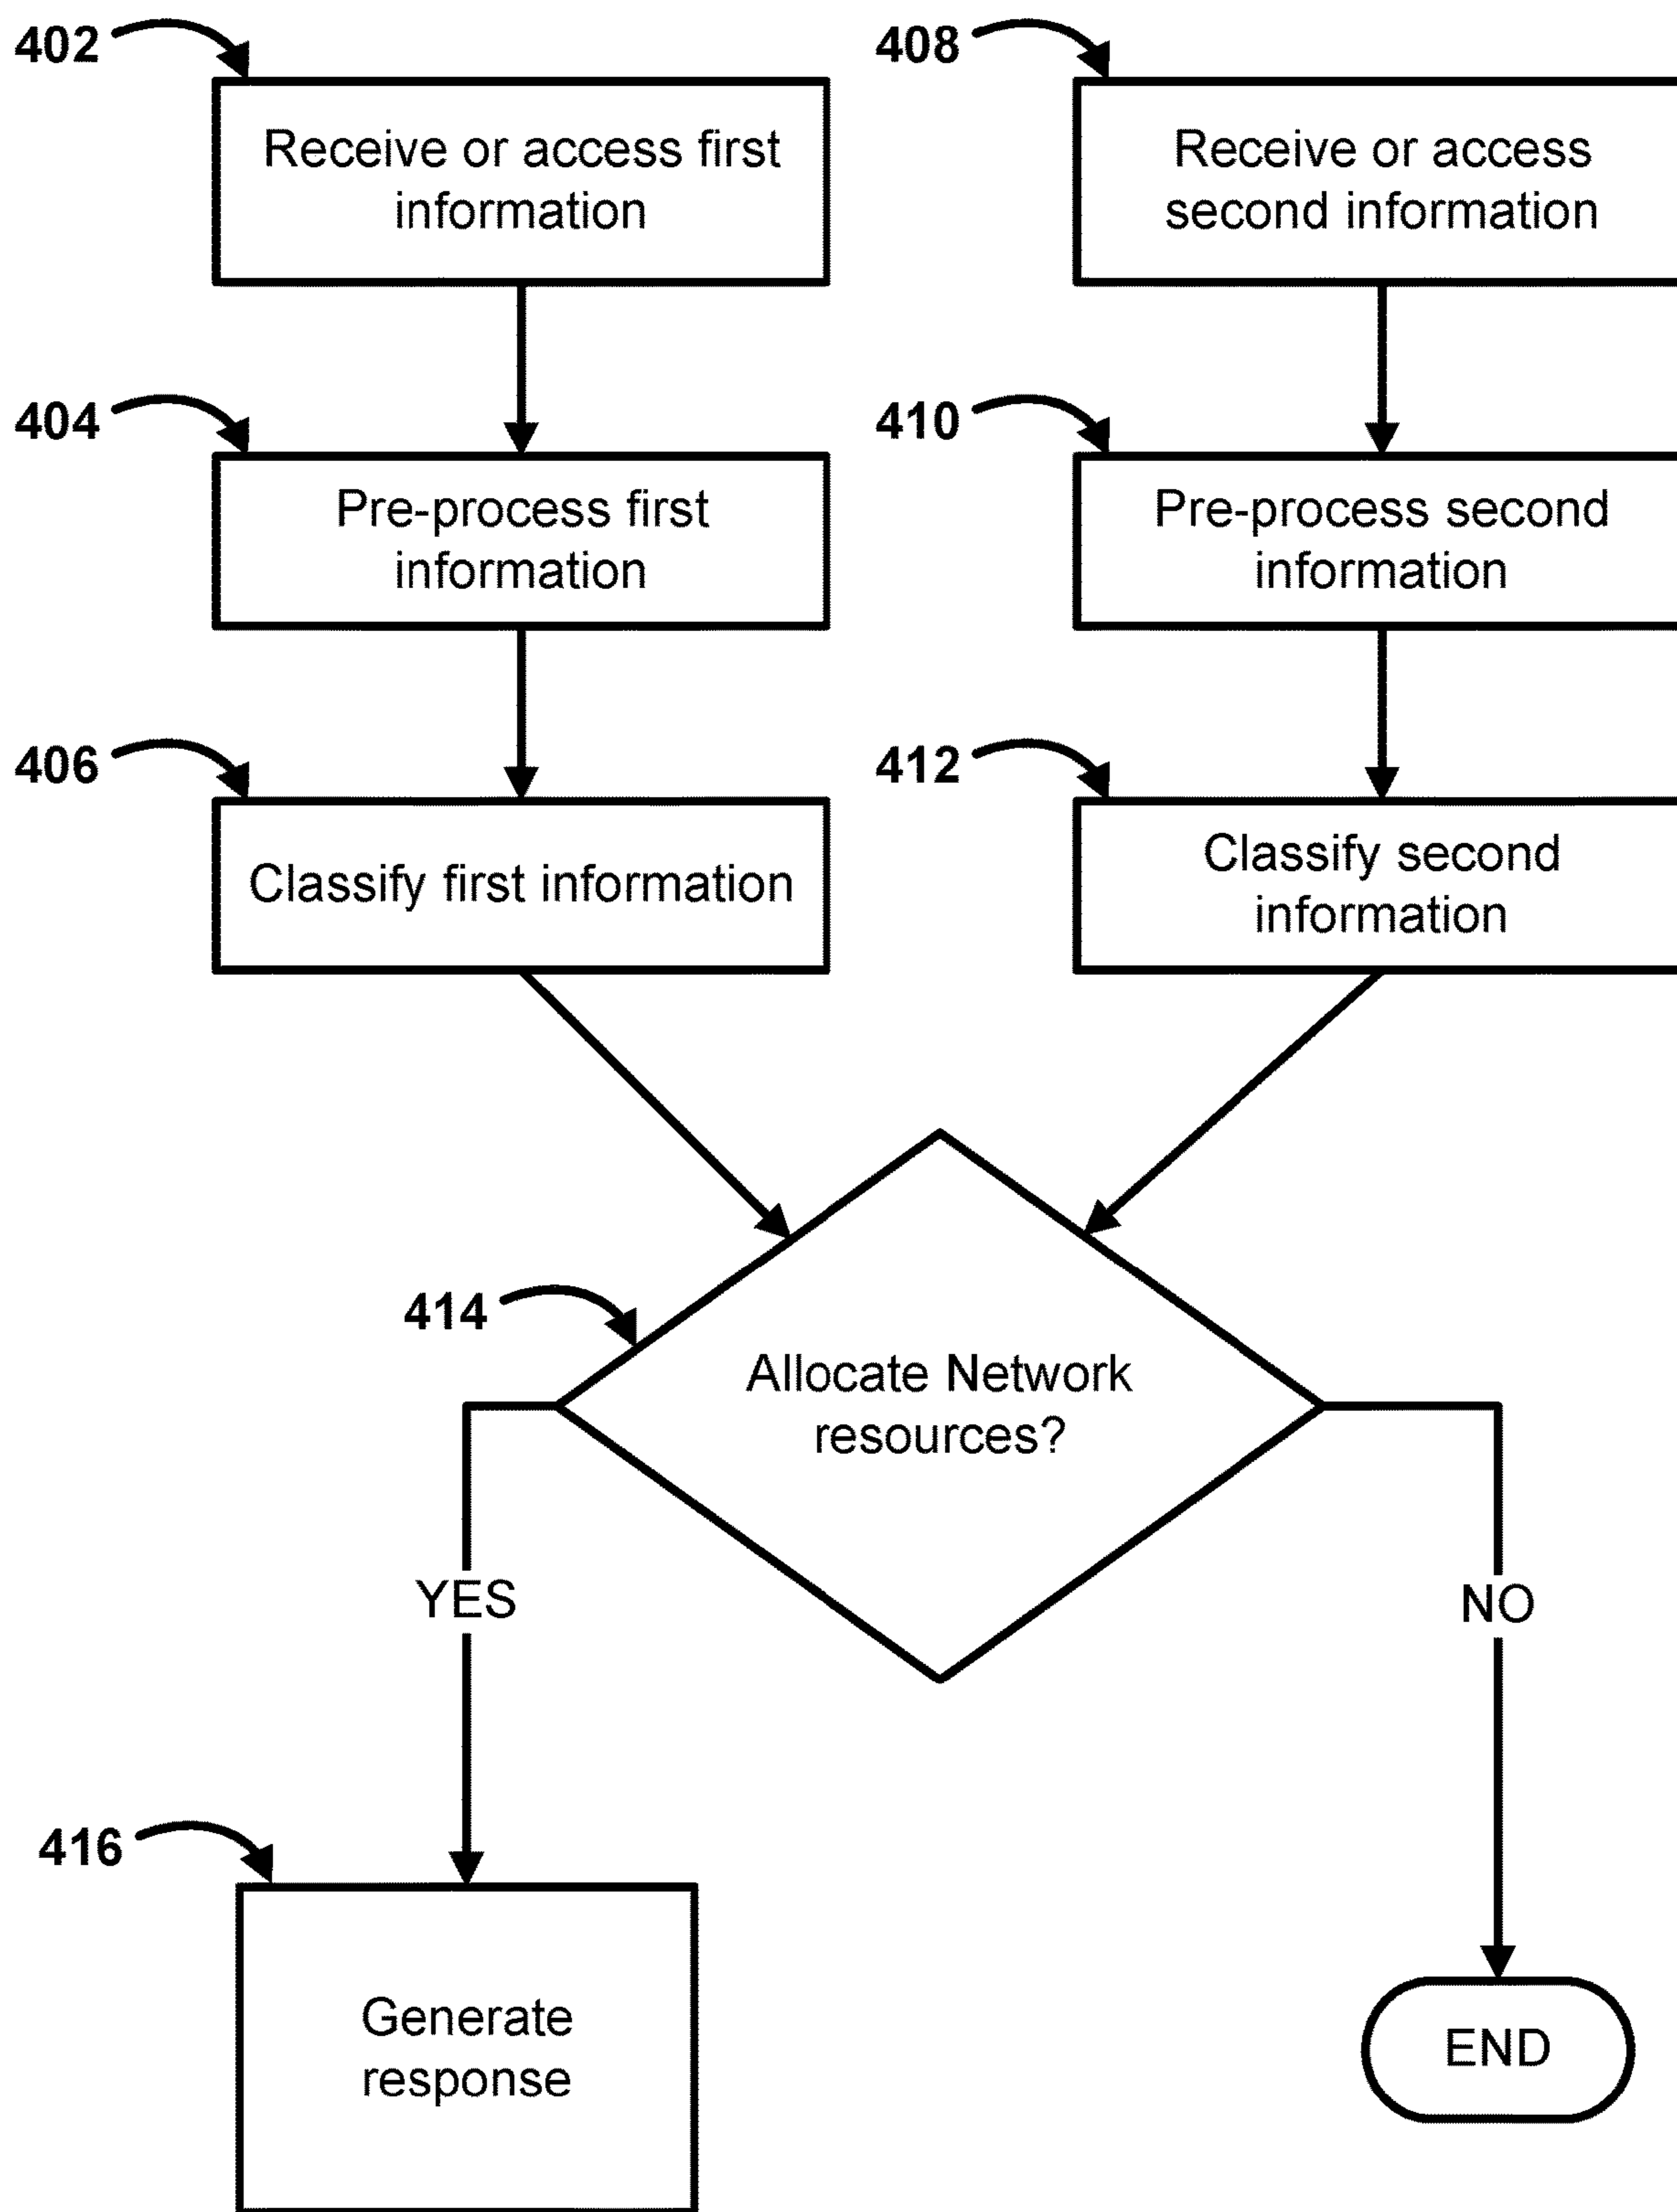 402
Receive or access first
information
408
Receive or access
second information
404
Pre-process first
information
410
Pre-process second
information
406
Classify first information
412
Classify second
information
414
Allocate Network
resources?
YES
NO
416
Generate
response
END